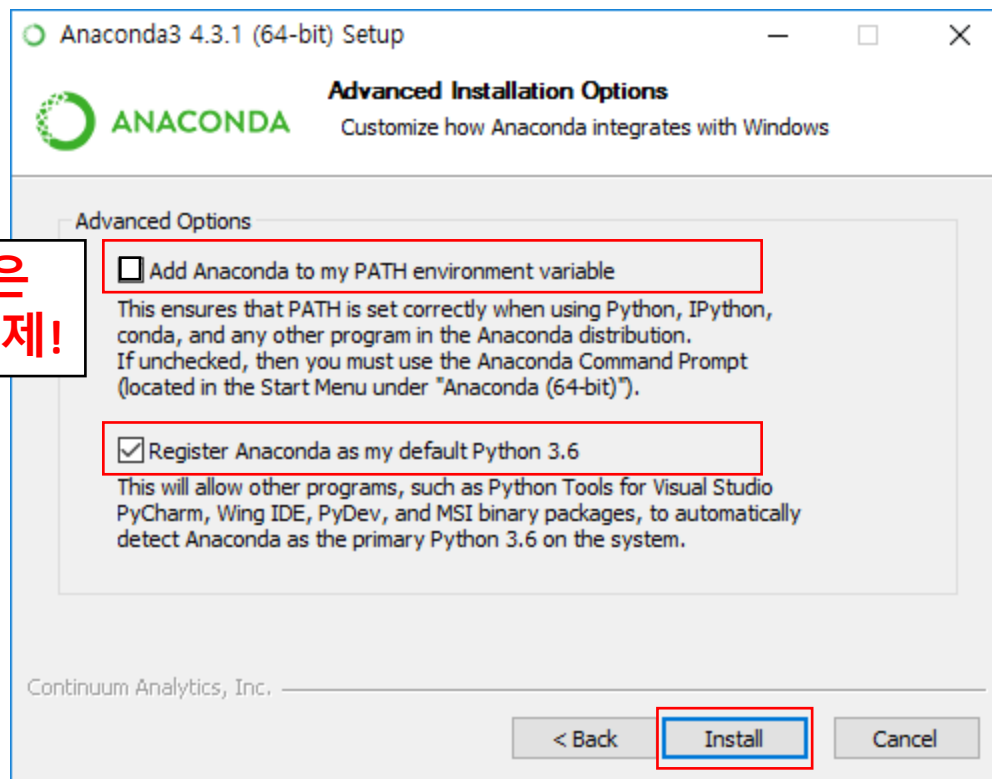 Anaconda3 4.3.1 (64-bit) Setup
ANACONDA
Advanced Installation Options
Customize how Anaconda integrates with Windows
Advanced Options
은
제!
Add Anaconda to my PATH environment variable
This ensures that PATH is set correctly when using Python, IPython,
conda, and any other program in the Anaconda distribution.
If unchecked, then you must use the Anaconda Command Prompt
(located in the Start Menu under "Anaconda (64-bit)").
Register Anaconda as my default Python 3.6
This will allow other programs, such as Python Tools for Visual Studio
PyCharm, Wing IDE, PyDev, and MSI binary packages, to automatically
detect Anaconda as the primary Python 3.6 on the system.
Continuum Analytics, Inc.
< Back
Install
Cancel